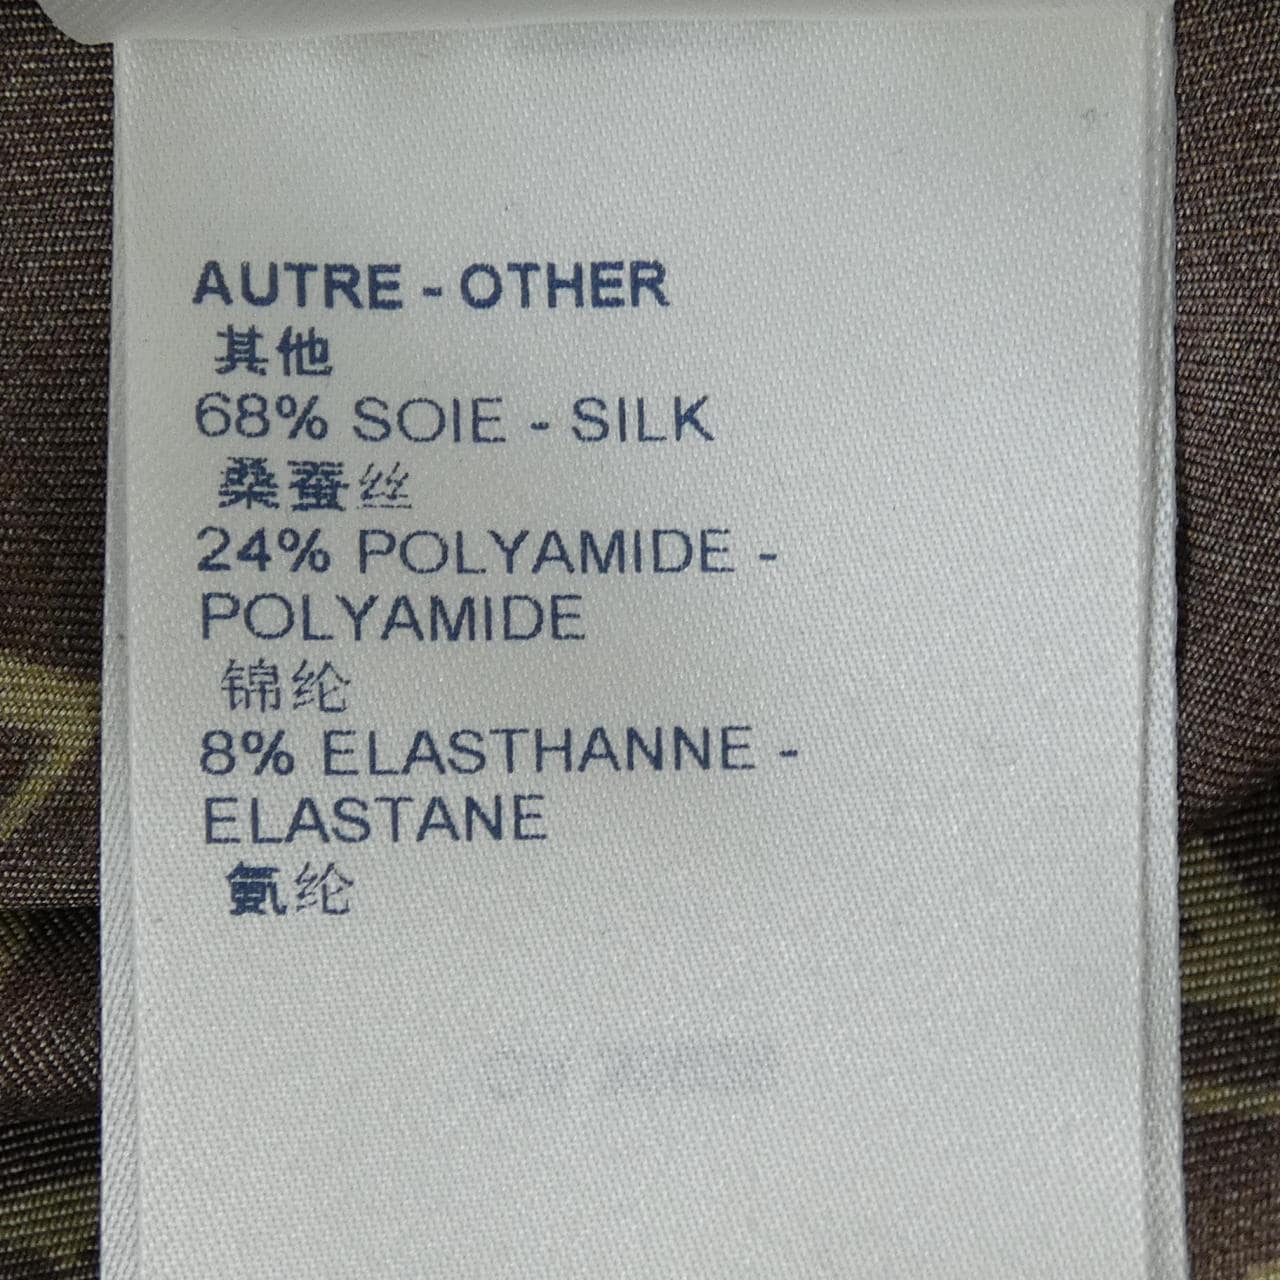 AUTRE - OTHER
其他
68% SOIE - SILK
桑蚕丝
24% POLYAMIDE -
POLYAMIDE
锦纶
8% ELASTHANNE -
ELASTANE
氨纶